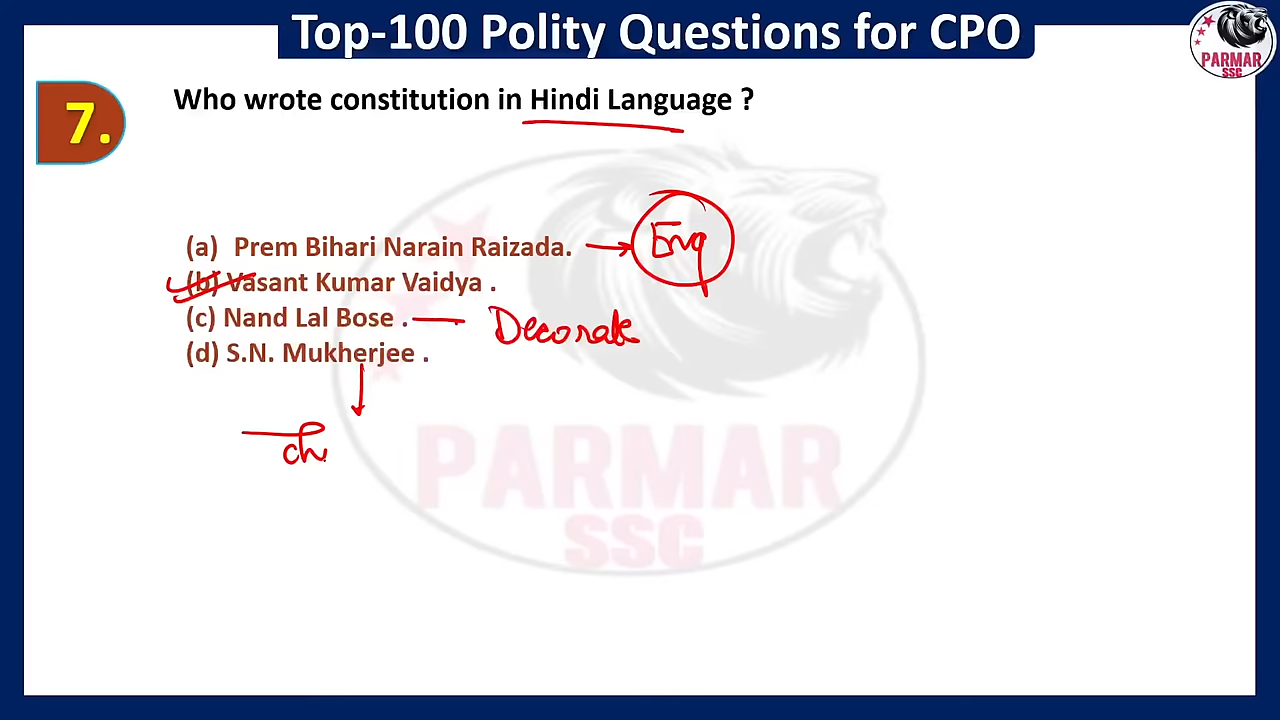 Top-100 Polity Questions for CPO
PARMAR
SSC
7.
Who wrote constitution in Hindi Language ?
(a) Prem Bihari Narain Raizada.
Eng
(b) Vasant Kumar Vaidya .
(c) Nand Lal Bose .
Decorate
(d) S.N. Mukherjee .
ch
PARMAR
SSC